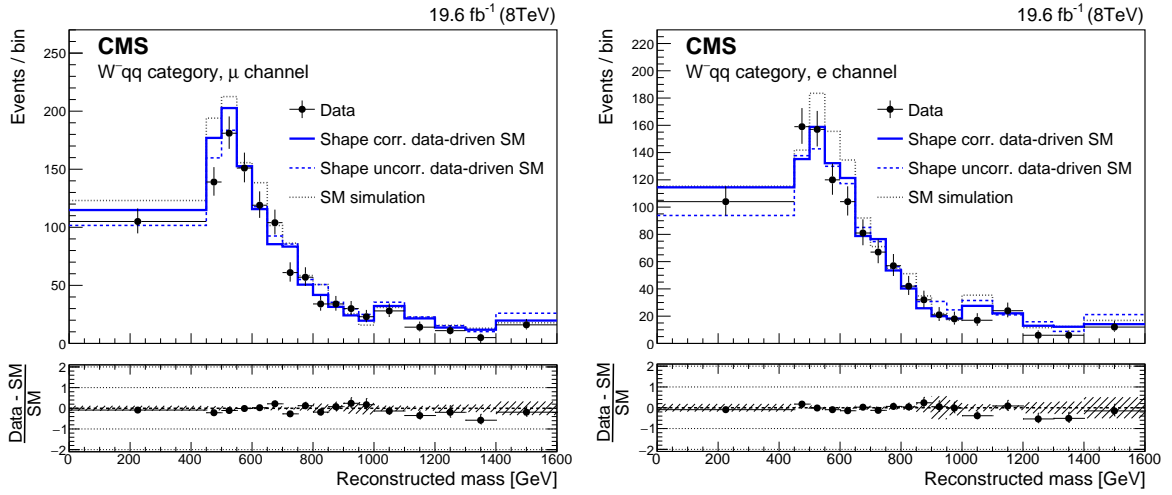 19.6 fb⁻¹ (8TeV)
CMS
W⁻qq category, μ channel
Data
Shape corr. data-driven SM
Shape uncorr. data-driven SM
SM simulation
Events / bin
250
200
150
100
50
0
Data - SM
SM
2
1
0
−1
−2
0 200 400 600 800 1000 1200 1400 1600
Reconstructed mass [GeV]
19.6 fb⁻¹ (8TeV)
CMS
W⁻qq category, e channel
Data
Shape corr. data-driven SM
Shape uncorr. data-driven SM
SM simulation
Events / bin
220
200
180
160
140
120
100
80
60
40
20
0
Data - SM
SM
2
1
0
−1
−2
0 200 400 600 800 1000 1200 1400 1600
Reconstructed mass [GeV]